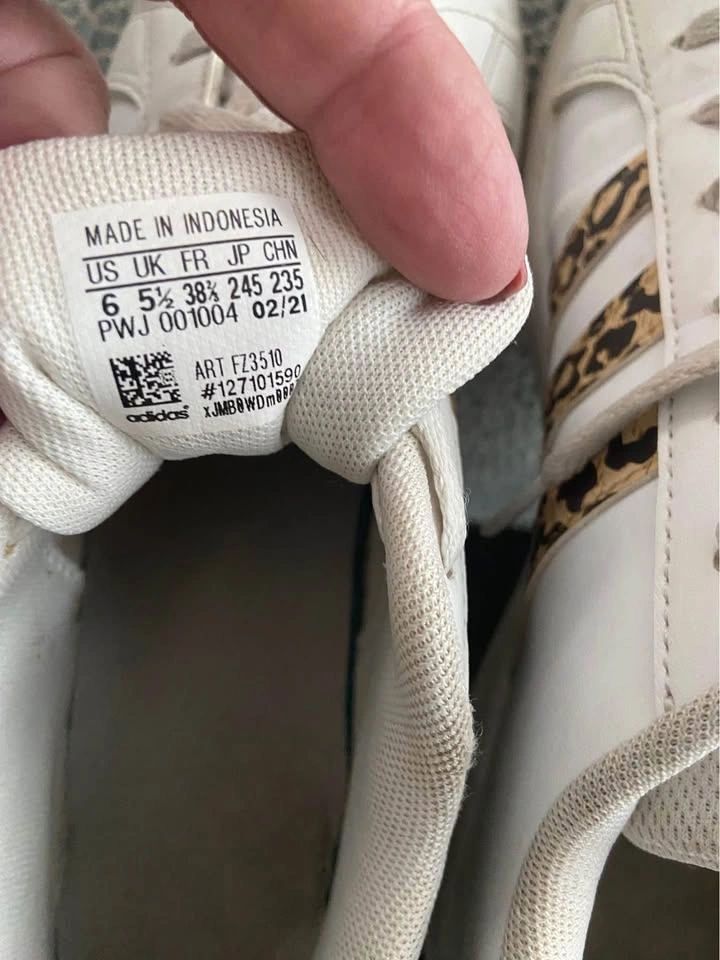 MADE IN INDONESIA
US UK FR JP CHN
6 5½ 38⅔ 245 235
PWJ 001004 02/21
ART FZ3510
#127101590
adidas